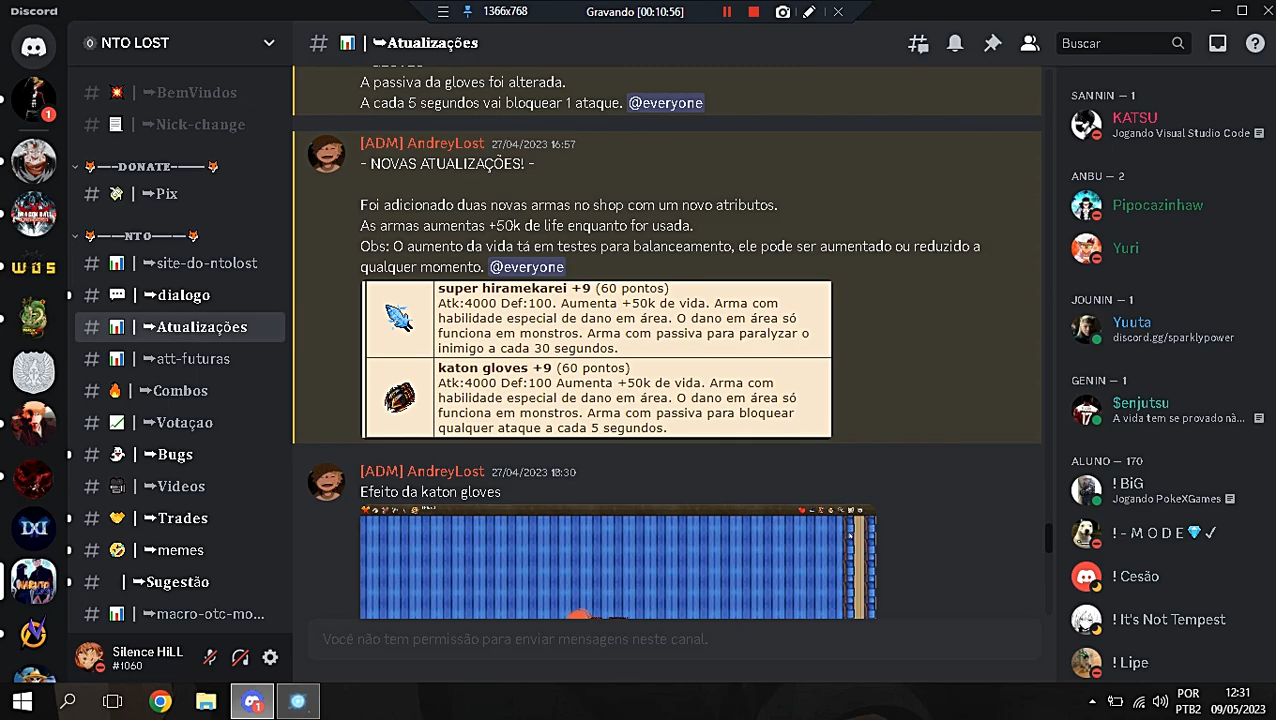 Discord
1366x768
Gravando [00:10:56]
NTO LOST
# | ➥BemVindos
# | ➥Nick-change
——DONATE——
# | ➥Pix
——NTO——
# | ➥site-do-ntolost
# | ➥dialogo
# | ➥Atualizações
# | ➥att-futuras
# | ➥Combos
# | ➥Votaçao
# | ➥Bugs
# | ➥Videos
# | ➥Trades
# | ➥memes
# | ➥Sugestão
# | ➥macro-otc-mo...
Silence HiLL
#1060
# | ➥Atualizações
Buscar
A passiva da gloves foi alterada.
A cada 5 segundos vai bloquear 1 ataque. @everyone
[ADM] AndreyLost 27/04/2023 16:57
- NOVAS ATUALIZAÇÕES! -
Foi adicionado duas novas armas no shop com um novo atributos.
As armas aumentas +50k de life enquanto for usada.
Obs: O aumento da vida tá em testes para balanceamento, ele pode ser aumentado ou reduzido a
qualquer momento. @everyone
super hiramekarei +9 (60 pontos)
Atk:4000 Def:100. Aumenta +50k de vida. Arma com
habilidade especial de dano em área. O dano em área só
funciona em monstros. Arma com passiva para paralyzar o
inimigo a cada 30 segundos.
katon gloves +9 (60 pontos)
Atk:4000 Def:100 Aumenta +50k de vida. Arma com
habilidade especial de dano em área. O dano em área só
funciona em monstros. Arma com passiva para bloquear
qualquer ataque a cada 5 segundos.
[ADM] AndreyLost 27/04/2023 18:30
Efeito da katon gloves
Você não tem permissão para enviar mensagens neste canal.
SANNIN — 1
KATSU
Jogando Visual Studio Code
ANBU — 2
Pipocazinhaw
Yuri
JOUNIN — 1
Yuuta
discord.gg/sparklypower
GENIN — 1
$enjutsu
A vida tem se provado nã...
ALUNO — 170
! BiG
Jogando PokeXGames
! - M O D E 💎 ✓
! Cesão
! It's Not Tempest
! Lipe
POR
PTB2
12:31
09/05/2023